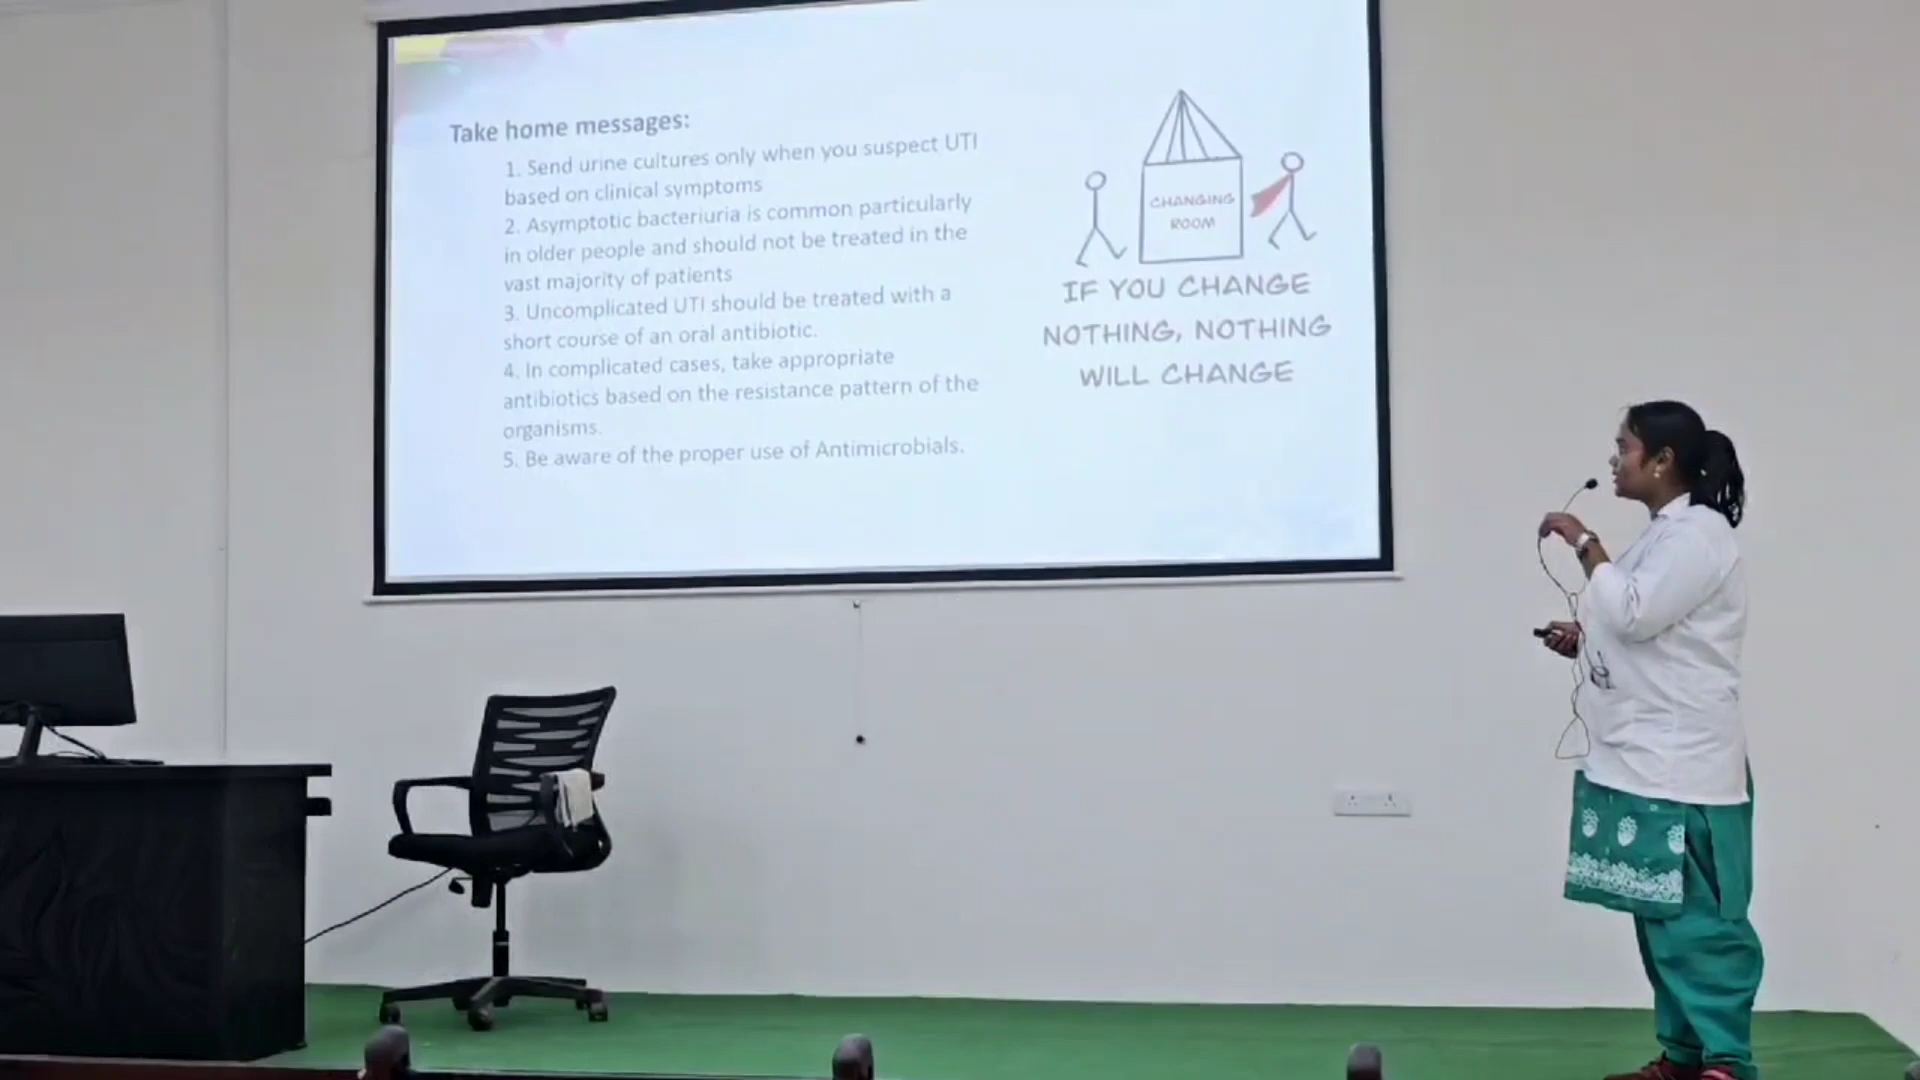 Take home messages:
1. Send urine cultures only when you suspect UTI
based on clinical symptoms
2. Asymptotic bacteriuria is common particularly
in older people and should not be treated in the
vast majority of patients
3. Uncomplicated UTI should be treated with a
short course of an oral antibiotic.
4. In complicated cases, take appropriate
antibiotics based on the resistance pattern of the
organisms.
5. Be aware of the proper use of Antimicrobials.
CHANGING
ROOM
IF YOU CHANGE
NOTHING, NOTHING
WILL CHANGE